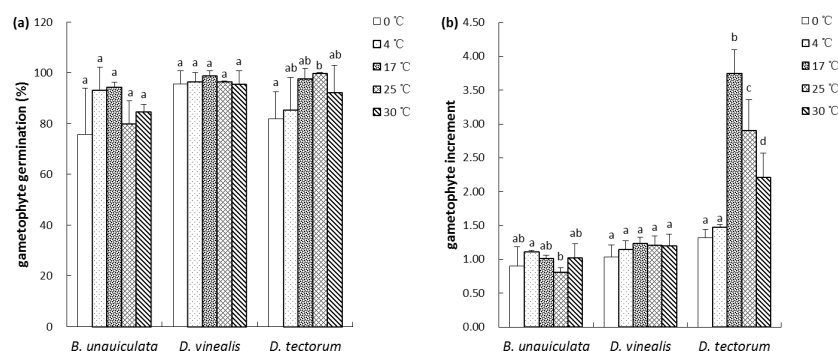 (a)
gametophyte germination (%)
120
100
80
60
40
20
0
a
a
a
a
a
a
a
a
a
a
a
ab
ab
b
ab
B. unguiculata
D. vinealis
D. tectorum
0 ℃
4 ℃
17 ℃
25 ℃
30 ℃
(b)
gametophyte increment
4.50
4.00
3.50
3.00
2.50
2.00
1.50
1.00
0.50
0.00
ab
a
ab
b
ab
a
a
a
a
a
a
a
b
c
d
B. unguiculata
D. vinealis
D. tectorum
0 ℃
4 ℃
17 ℃
25 ℃
30 ℃